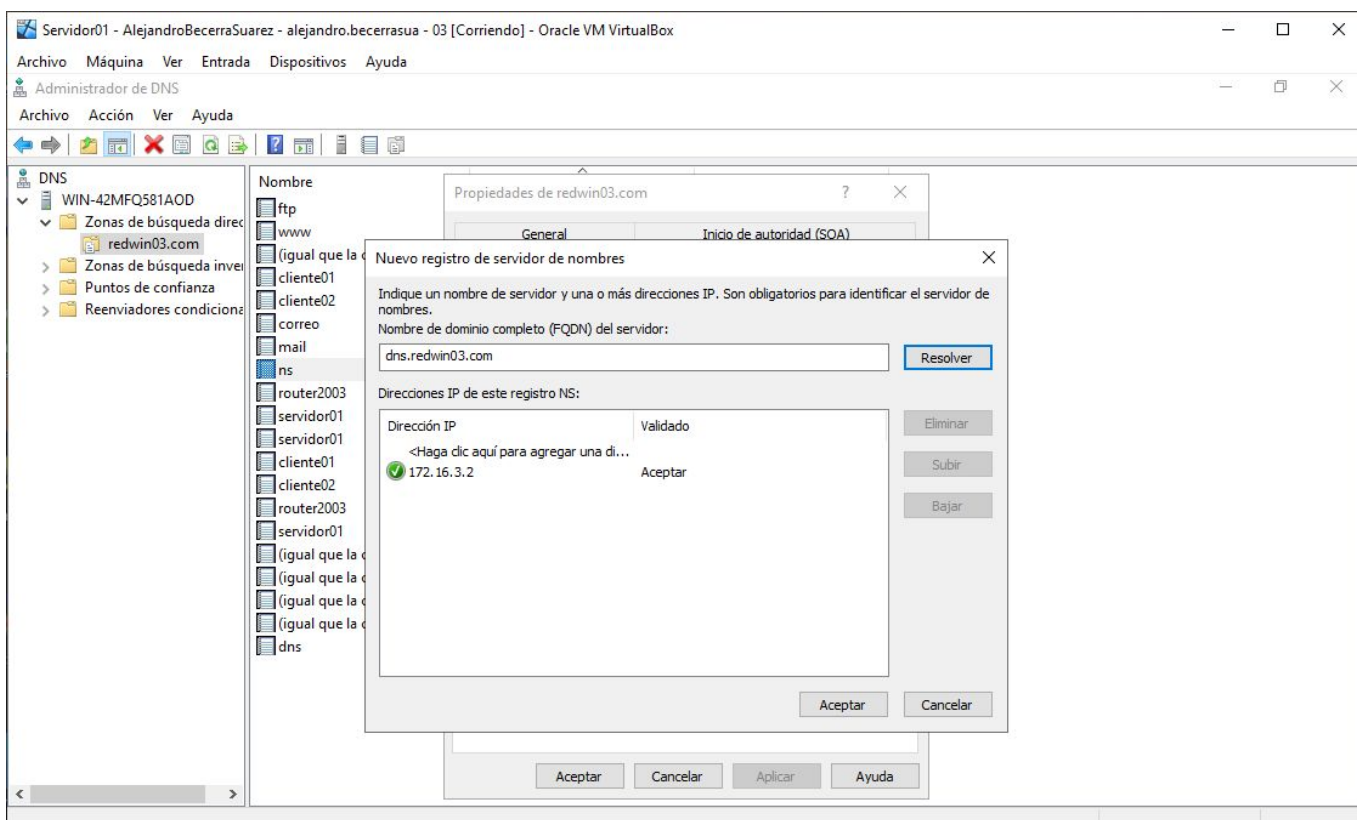 Servidor01 - AlejandroBecerraSuarez - alejandro.becerrasua - 03 [Corriendo] - Oracle VM VirtualBox
Archivo Máquina Ver Entrada Dispositivos Ayuda
Administrador de DNS
Archivo Acción Ver Ayuda
DNS
WIN-42MFQ581AOD
Zonas de búsqueda direc
redwin03.com
Zonas de búsqueda inver
Puntos de confianza
Reenviadores condiciona
Nombre
ftp
www
(igual que la c
cliente01
cliente02
correo
mail
ns
router2003
servidor01
servidor01
cliente01
cliente02
router2003
servidor01
(igual que la c
(igual que la c
(igual que la c
(igual que la c
dns
Propiedades de redwin03.com ?
General Inicio de autoridad (SOA)
Nuevo registro de servidor de nombres
Indique un nombre de servidor y una o más direcciones IP. Son obligatorios para identificar el servidor de
nombres.
Nombre de dominio completo (FQDN) del servidor:
dns.redwin03.com Resolver
Direcciones IP de este registro NS:
Dirección IP Validado
<Haga clic aquí para agregar una di...
172.16.3.2 Aceptar
Eliminar
Subir
Bajar
Aceptar Cancelar
Aceptar Cancelar Aplicar Ayuda